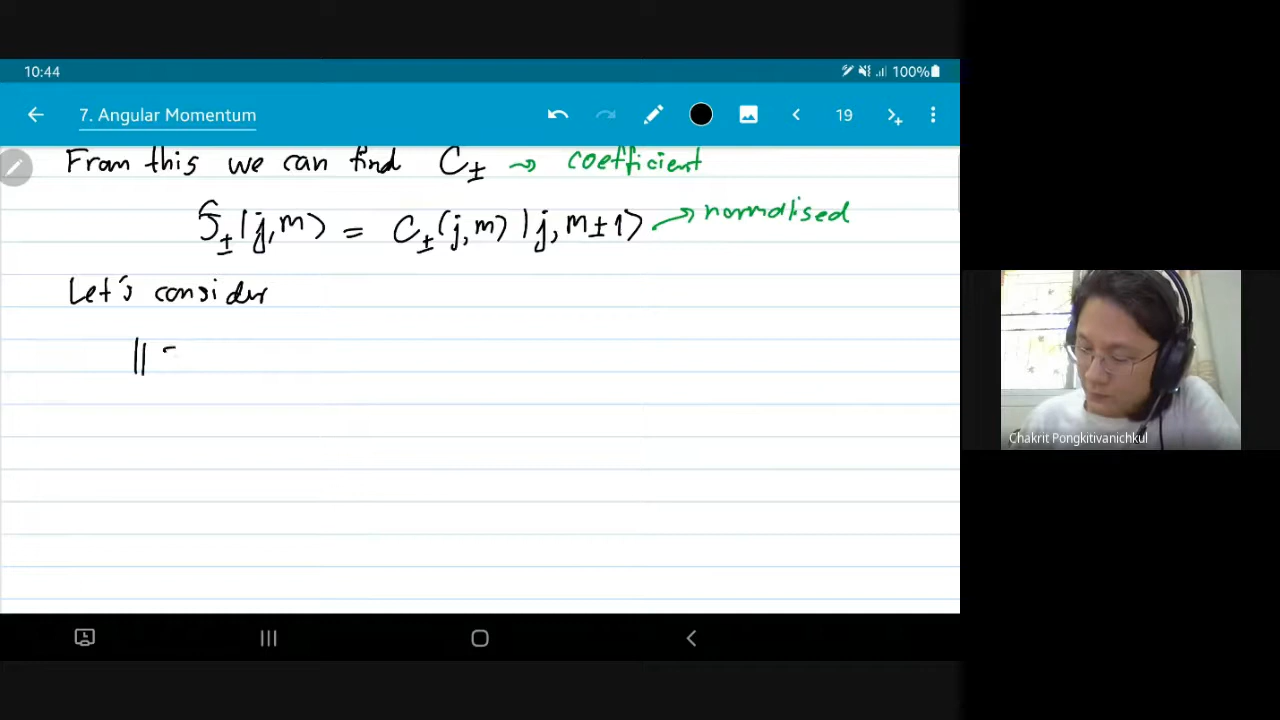 10:44
100%
7. Angular Momentum
19
From this we can find C± → coefficient
J±|j,m⟩ = C±(j,m)|j,m±1⟩ → normalised
Let's consider
||
Chakrit Pongkitivanichkul